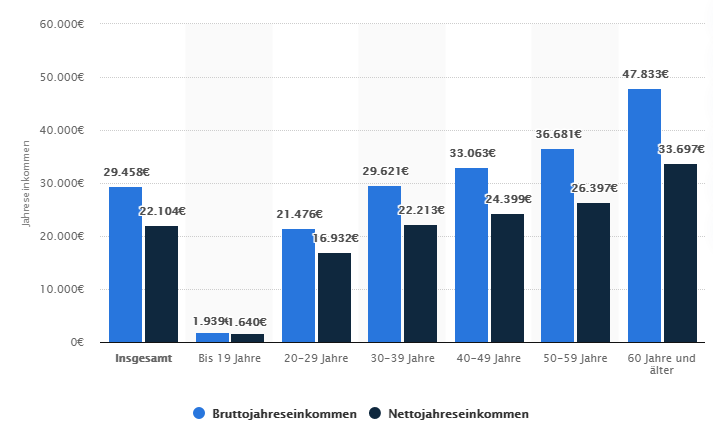 60.000€
50.000€
40.000€
30.000€
20.000€
10.000€
0€
Jahreseinkommen
29.458€
22.104€
1.939€
1.640€
21.476€
16.932€
29.621€
22.213€
33.063€
24.399€
36.681€
26.397€
47.833€
33.697€
Insgesamt
Bis 19 Jahre
20–29 Jahre
30–39 Jahre
40–49 Jahre
50–59 Jahre
60 Jahre und
älter
Bruttojahreseinkommen
Nettojahreseinkommen